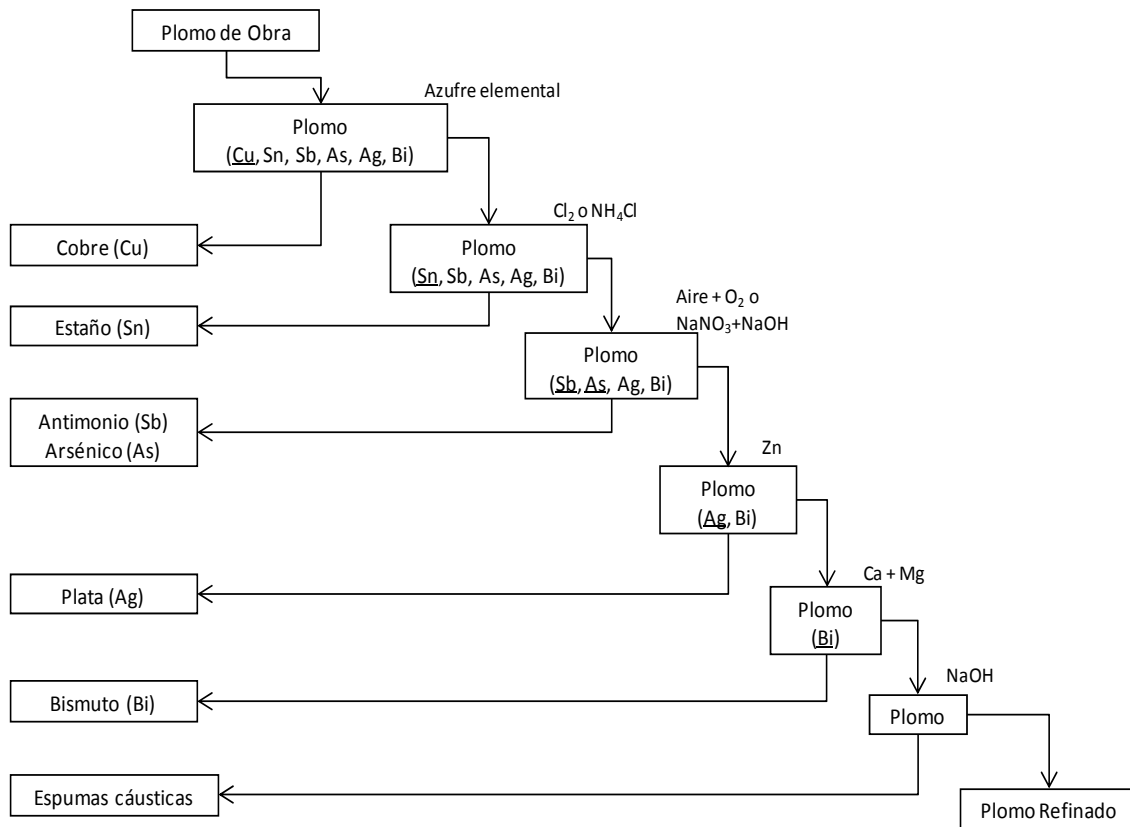 Plomo de Obra
Azufre elemental
Plomo
(Cu, Sn, Sb, As, Ag, Bi)
Cl₂ o NH₄Cl
Cobre (Cu)
Plomo
(Sn, Sb, As, Ag, Bi)
Aire + O₂ o
NaNO₃+NaOH
Estaño (Sn)
Plomo
(Sb, As, Ag, Bi)
Antimonio (Sb)
Arsénico (As)
Zn
Plomo
(Ag, Bi)
Ca + Mg
Plata (Ag)
Plomo
(Bi)
NaOH
Bismuto (Bi)
Plomo
Espumas cáusticas
Plomo Refinado